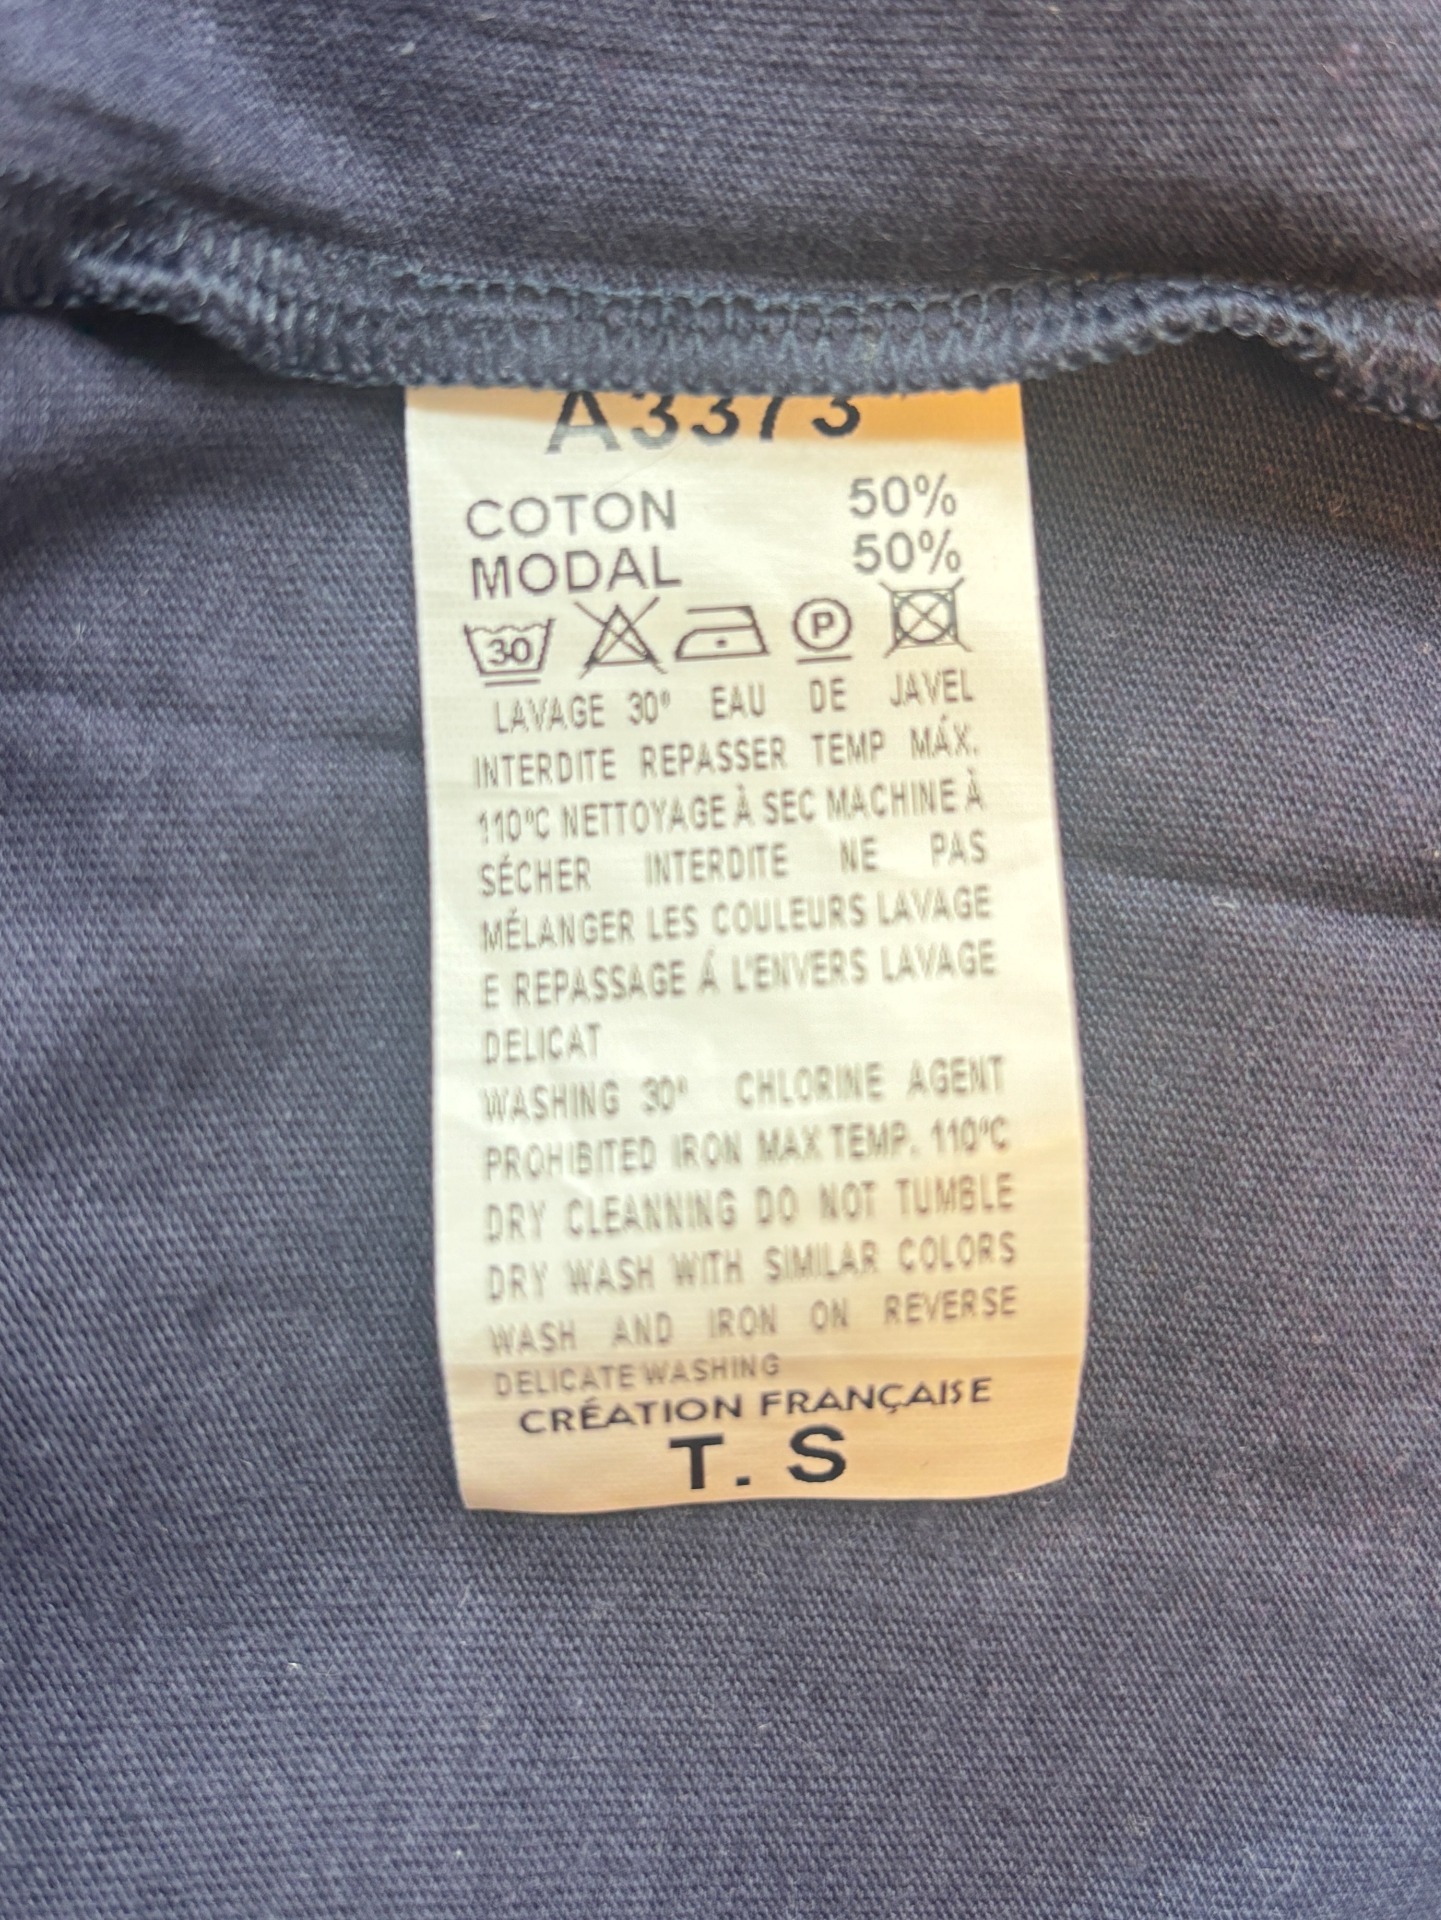 A3373
COTON 50%
MODAL 50%
30 P
LAVAGE 30° EAU DE JAVEL
INTERDITE REPASSER TEMP MÁX.
110°C NETTOYAGE À SEC MACHINE À
SÉCHER INTERDITE NE PAS
MÉLANGER LES COULEURS LAVAGE
E REPASSAGE Á L'ENVERS LAVAGE
DELICAT
WASHING 30° CHLORINE AGENT
PROHIBITED IRON MAX TEMP. 110°C
DRY CLEANNING DO NOT TUMBLE
DRY WASH WITH SIMILAR COLORS
WASH AND IRON ON REVERSE
DELICATE WASHING
CRÉATION FRANÇAISE
T. S